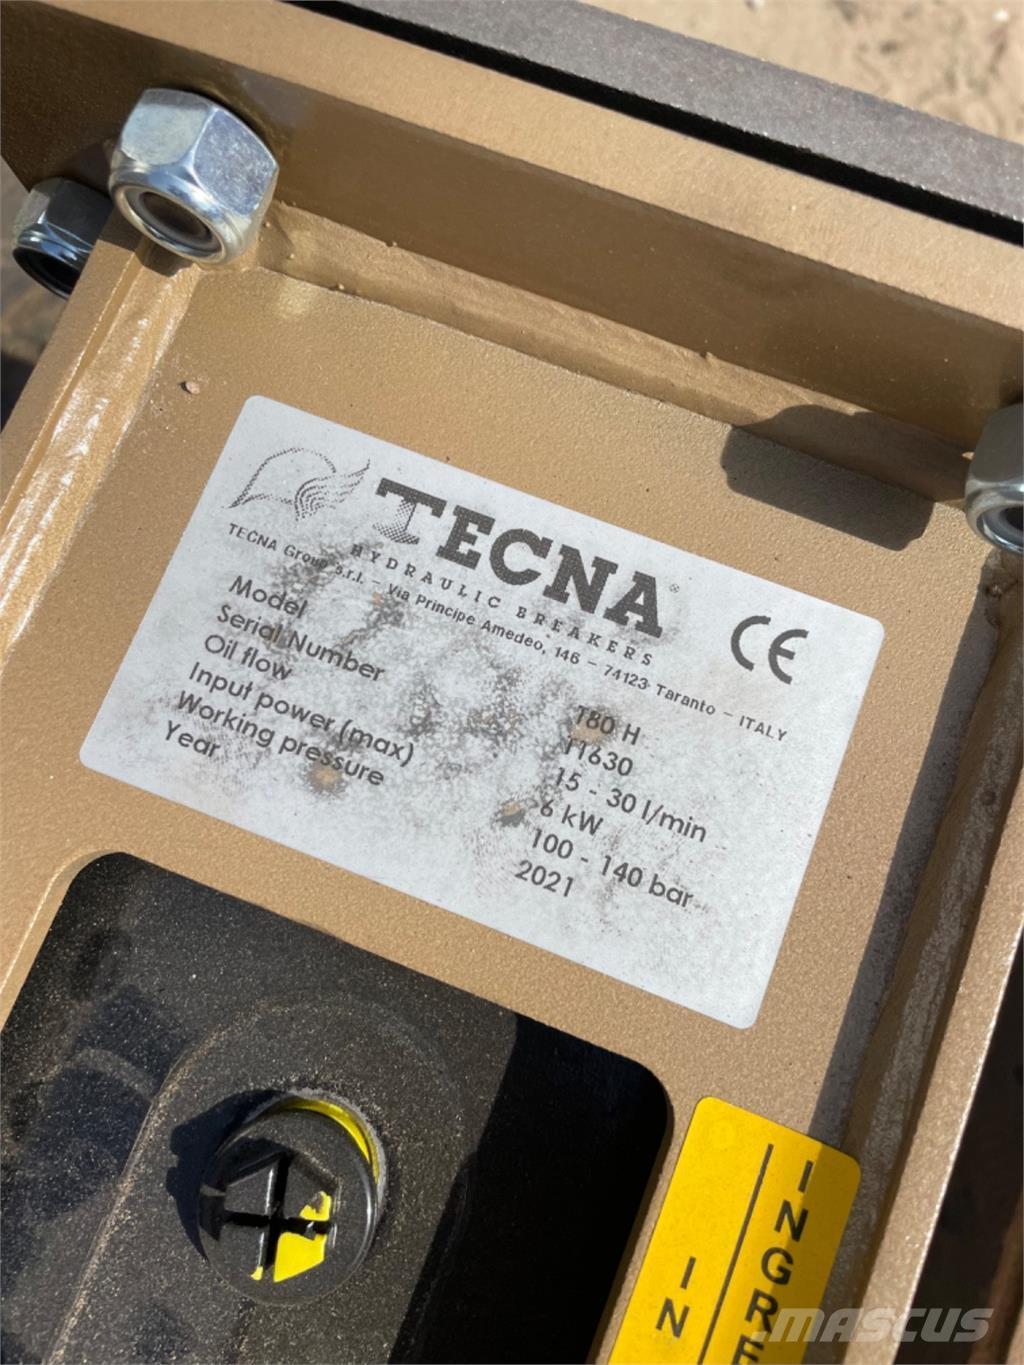 TECNA®
HYDRAULIC BREAKERS
TECNA Group s.r.l. - Via Principe Amedeo, 146 - 74123 Taranto - ITALY
CE
Model T80 H
Serial Number 11630
Oil flow 15 - 30 l/min
Input power (max) 6 kW
Working pressure 100 - 140 bar
Year 2021
IN
INGRE
MASCUS